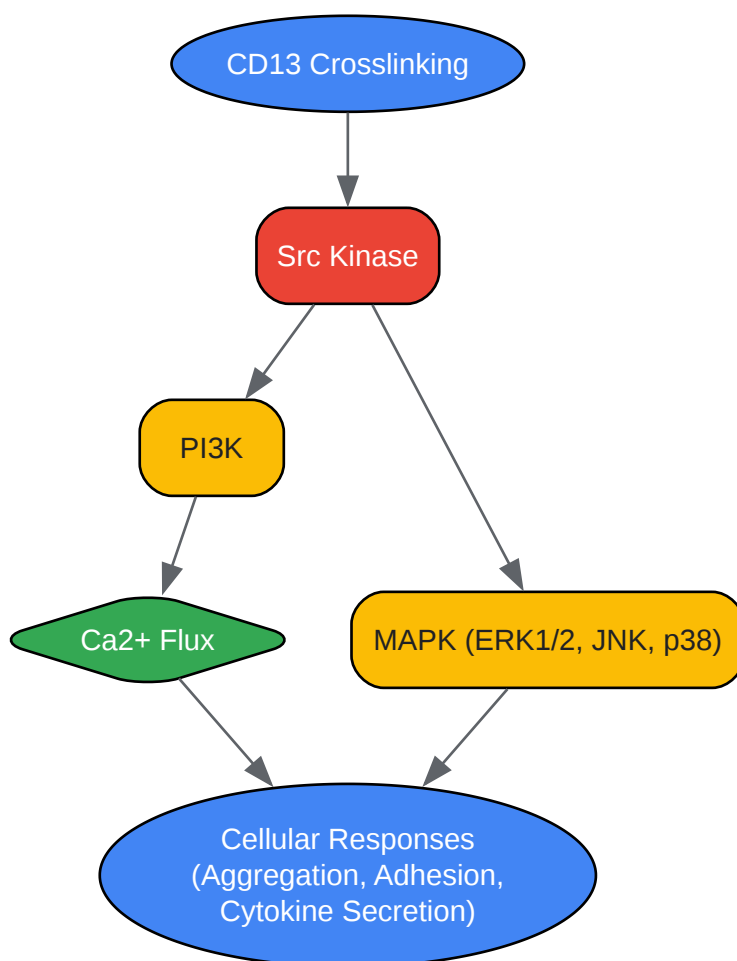 CD13 Crosslinking
Src Kinase
PI3K
Ca2+ Flux
MAPK (ERK1/2, JNK, p38)
Cellular Responses
(Aggregation, Adhesion,
Cytokine Secretion)